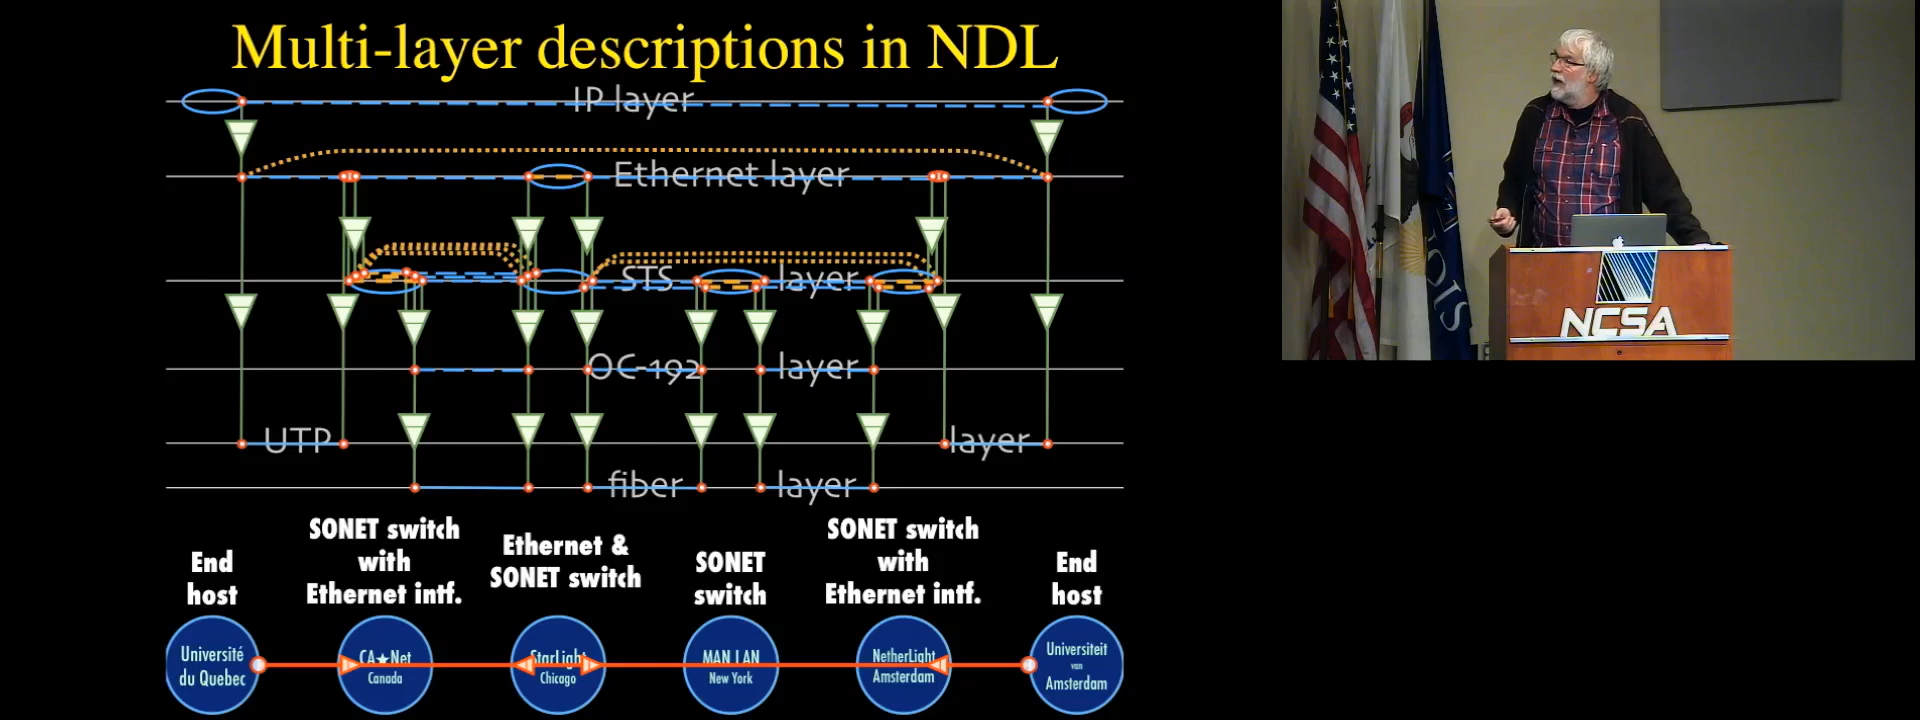 Multi-layer descriptions in NDL
IP layer
Ethernet layer
STS layer
OC-192 layer
UTP layer
fiber layer
End
host
SONET switch
with
Ethernet intf.
Ethernet &
SONET switch
SONET
switch
SONET switch
with
Ethernet intf.
End
host
Université
du Quebec
CA★Net
Canada
StarLight
Chicago
MAN LAN
New York
NetherLight
Amsterdam
Universiteit
van
Amsterdam
NCSA